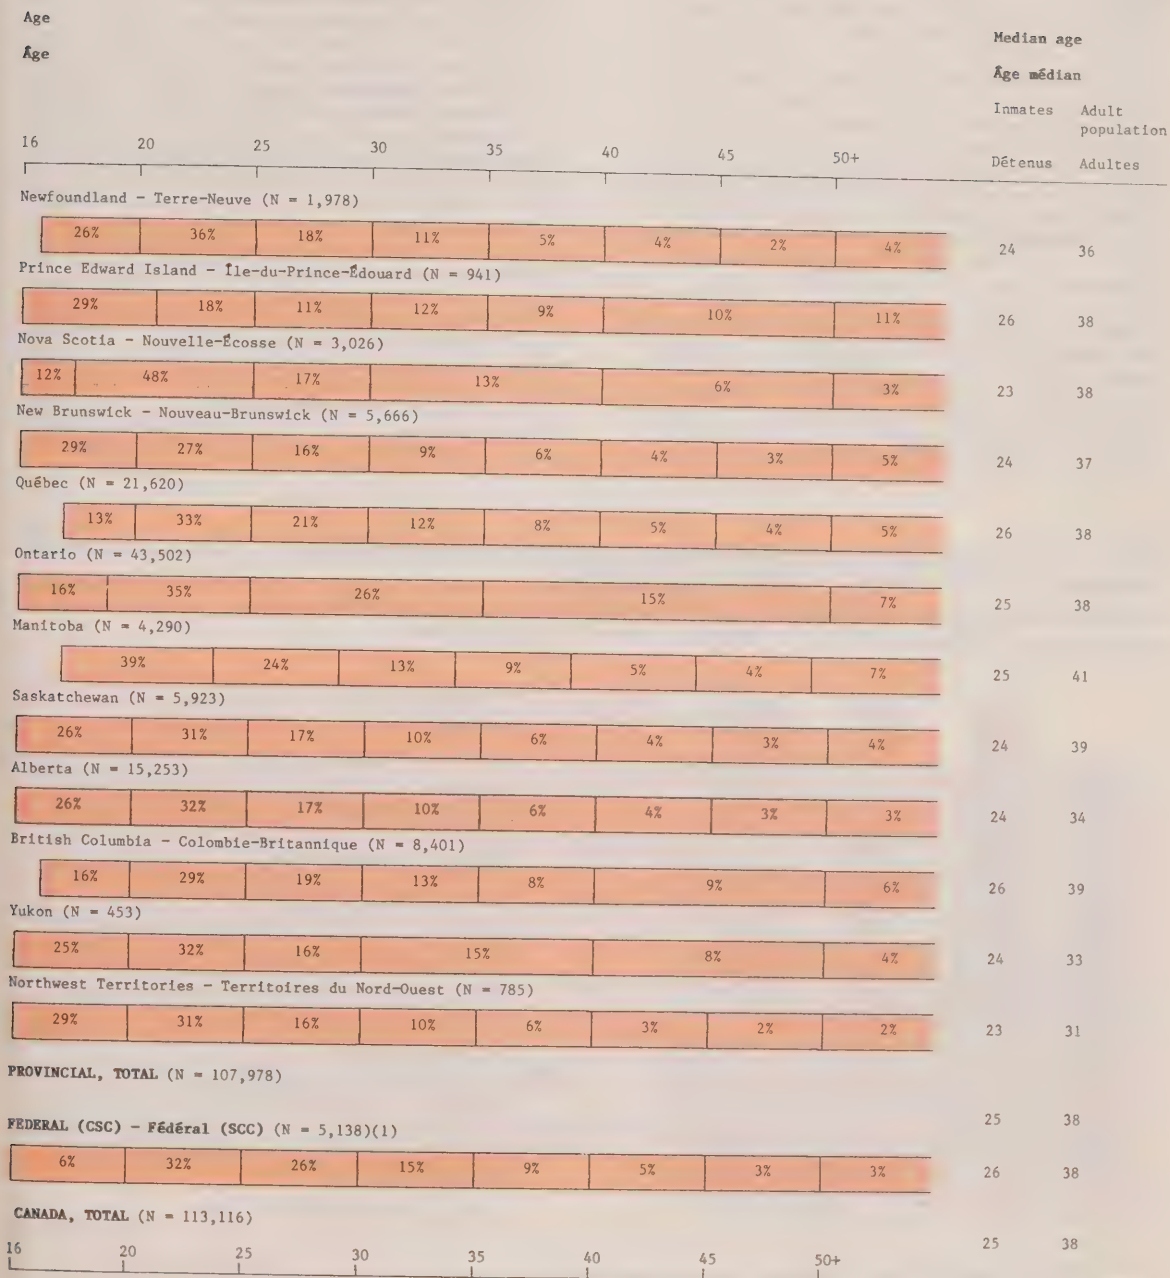 Age
Âge
Median age
Âge médian
Inmates Adult population
Détenus Adultes
16 20 25 30 35 40 45 50+
Newfoundland - Terre-Neuve (N = 1,978)
26% 36% 18% 11% 5% 4% 2% 4% 24 36
Prince Edward Island - Île-du-Prince-Édouard (N = 941)
29% 18% 11% 12% 9% 10% 11% 26 38
Nova Scotia - Nouvelle-Écosse (N = 3,026)
12% 48% 17% 13% 6% 3% 23 38
New Brunswick - Nouveau-Brunswick (N = 5,666)
29% 27% 16% 9% 6% 4% 3% 5% 24 37
Québec (N = 21,620)
13% 33% 21% 12% 8% 5% 4% 5% 26 38
Ontario (N = 43,502)
16% 35% 26% 15% 7% 25 38
Manitoba (N = 4,290)
39% 24% 13% 9% 5% 4% 7% 25 41
Saskatchewan (N = 5,923)
26% 31% 17% 10% 6% 4% 3% 4% 24 39
Alberta (N = 15,253)
26% 32% 17% 10% 6% 4% 3% 3% 24 34
British Columbia - Colombie-Britannique (N = 8,401)
16% 29% 19% 13% 8% 9% 6% 26 39
Yukon (N = 453)
25% 32% 16% 15% 8% 4% 24 33
Northwest Territories - Territoires du Nord-Ouest (N = 785)
29% 31% 16% 10% 6% 3% 2% 2% 23 31
PROVINCIAL, TOTAL (N = 107,978)
25 38
FEDERAL (CSC) - Fédéral (SCC) (N = 5,138)(1)
6% 32% 26% 15% 9% 5% 3% 3% 26 38
CANADA, TOTAL (N = 113,116)
25 38
16 20 25 30 35 40 45 50+